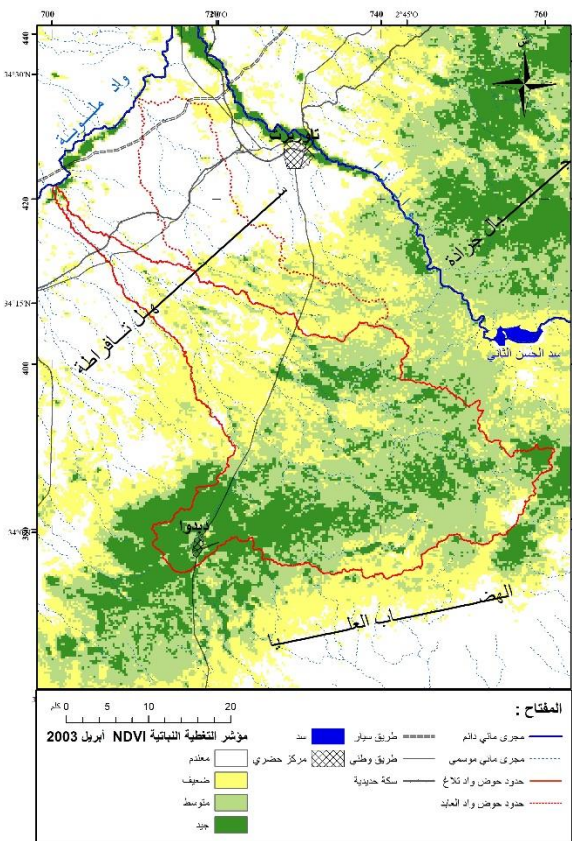 700 720 740 2°45'O 760
440
34°30'N
واد ملوية
تاوريرت
420
جرادة
34°15'N
تافراطة
400
سد الحسن الثاني
دبدو
34°0'N
380
الهضاب العليا
المفتاح :
مجرى مائي دائم
مجرى مائي موسمي
حدود حوض واد تلاغ
حدود حوض واد العابد
طريق سيار
طريق وطني
سكة حديدية
سد
مركز حضري
20 10 5 0 كلم
مؤشر التغطية النباتية NDVI أبريل 2003
منعدم
ضعيف
متوسط
جيد